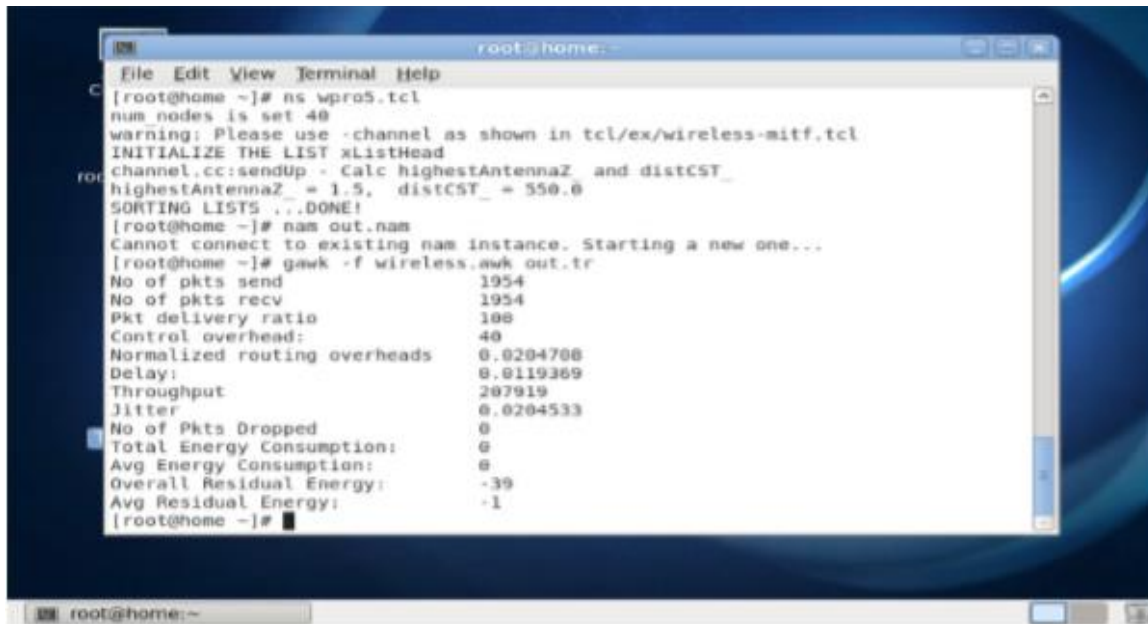 root@home:~
File Edit View Terminal Help
[root@home ~]# ns wpro5.tcl
num_nodes is set 40
warning: Please use -channel as shown in tcl/ex/wireless-mitf.tcl
INITIALIZE THE LIST xListHead
channel.cc:sendUp - Calc highestAntennaZ_ and distCST_
highestAntennaZ_ = 1.5, distCST_ = 550.0
SORTING LISTS ...DONE!
[root@home ~]# nam out.nam
Cannot connect to existing nam instance. Starting a new one...
[root@home ~]# gawk -f wireless.awk out.tr
No of pkts send 1954
No of pkts recv 1954
Pkt delivery ratio 100
Control overhead: 40
Normalized routing overheads 0.0204708
Delay: 0.0119369
Throughput 207919
Jitter 0.0204533
No of Pkts Dropped 0
Total Energy Consumption: 0
Avg Energy Consumption: 0
Overall Residual Energy: -39
Avg Residual Energy: -1
[root@home ~]#
root@home:~